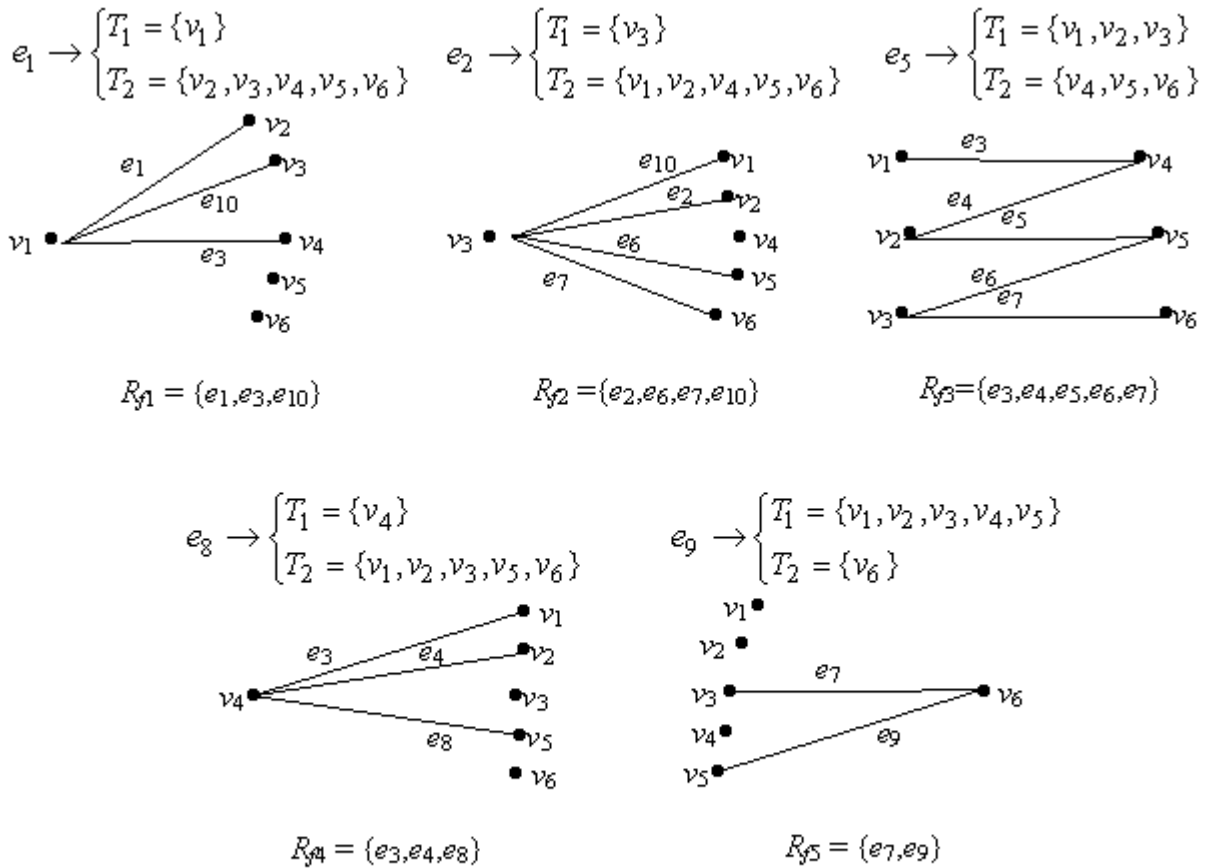 e₁ → { T₁ = {v₁}
T₂ = {v₂, v₃, v₄, v₅, v₆}
v₂
v₃
e₁
e₁₀
v₁
v₄
e₃
v₅
v₆
R_f1 = {e₁,e₃,e₁₀}
e₂ → { T₁ = {v₃}
T₂ = {v₁, v₂, v₄, v₅, v₆}
v₁
e₁₀
e₂
v₂
v₃
v₄
e₆
v₅
e₇
v₆
R_f2 = {e₂,e₆,e₇,e₁₀}
e₅ → { T₁ = {v₁, v₂, v₃}
T₂ = {v₄, v₅, v₆}
e₃
v₁
v₄
e₄
e₅
v₂
v₅
e₆
e₇
v₃
v₆
R_f3={e₃,e₄,e₅,e₆,e₇}
e₈ → { T₁ = {v₄}
T₂ = {v₁, v₂, v₃, v₅, v₆}
v₁
e₃
e₄
v₂
v₄
v₃
e₈
v₅
v₆
R_f4 = {e₃,e₄,e₈}
e₉ → { T₁ = {v₁, v₂, v₃, v₄, v₅}
T₂ = {v₆}
v₁
v₂
e₇
v₃
v₆
v₄
e₉
v₅
R_f5 = {e₇,e₉}